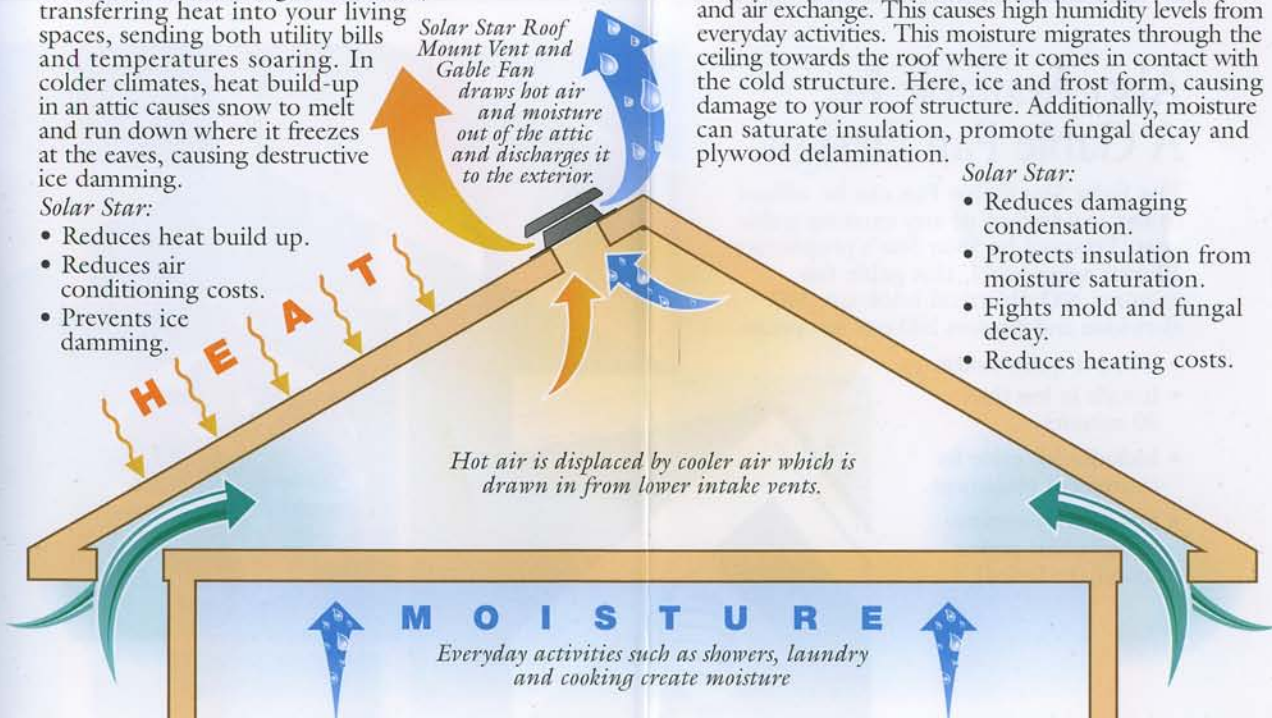 transferring heat into your living
spaces, sending both utility bills
and temperatures soaring. In
colder climates, heat build-up
in an attic causes snow to melt
and run down where it freezes
at the eaves, causing destructive
ice damming.
Solar Star:
• Reduces heat build up.
• Reduces air
conditioning costs.
• Prevents ice
damming.
Solar Star Roof
Mount Vent and
Gable Fan
draws hot air
and moisture
out of the attic
and discharges it
to the exterior.
and air exchange. This causes high humidity levels from
everyday activities. This moisture migrates through the
ceiling towards the roof where it comes in contact with
the cold structure. Here, ice and frost form, causing
damage to your roof structure. Additionally, moisture
can saturate insulation, promote fungal decay and
plywood delamination.
Solar Star:
• Reduces damaging
condensation.
• Protects insulation from
moisture saturation.
• Fights mold and fungal
decay.
• Reduces heating costs.
HEAT
Hot air is displaced by cooler air which is
drawn in from lower intake vents.
MOISTURE
Everyday activities such as showers, laundry
and cooking create moisture